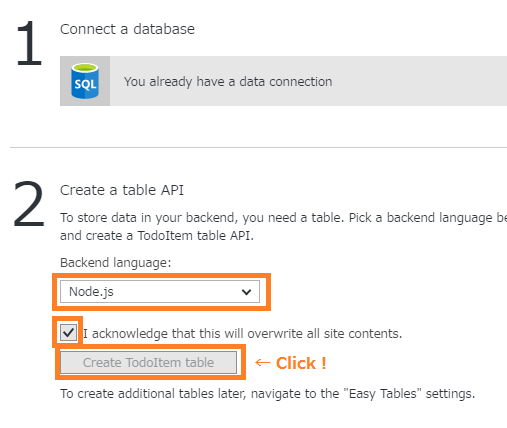 1
Connect a database
SQL
You already have a data connection
2
Create a table API
To store data in your backend, you need a table. Pick a backend language be
and create a TodoItem table API.
Backend language:
Node.js
I acknowledge that this will overwrite all site contents.
Create TodoItem table
← Click !
To create additional tables later, navigate to the "Easy Tables" settings.